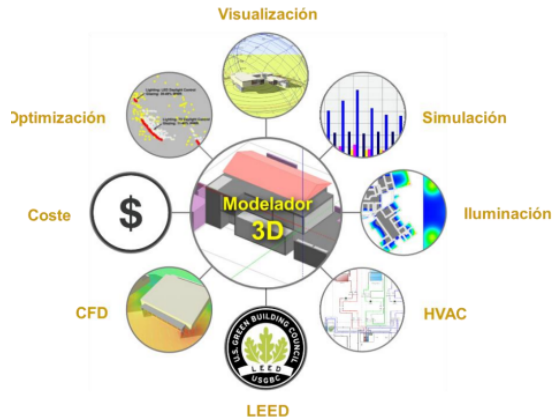 Visualización
Optimización
Simulación
Modelador
3D
Coste
$
Iluminación
CFD
HVAC
U.S. GREEN BUILDING COUNCIL
LEED
USGBC
LEED